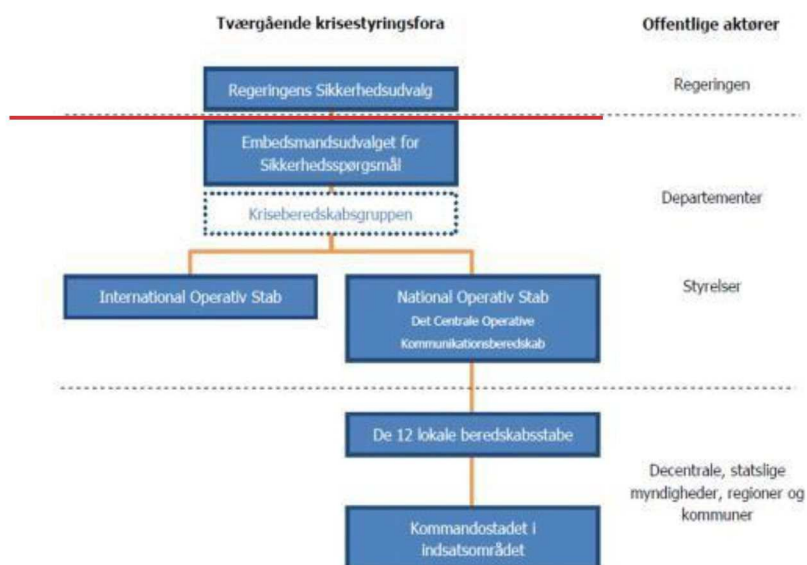 Tværgående krisestyringsfora
Offentlige aktører
Regeringens Sikkerhedsudvalg
Regeringen
Embedsmandsudvalget for
Sikkerhedsspørgsmål
Departementer
Kriseberedskabsgruppen
International Operativ Stab
National Operativ Stab
Det Centrale Operative
Kommunikationsberedskab
Styrelser
De 12 lokale beredskabsstabe
Decentrale, statslige
myndigheder, regioner og
kommuner
Kommandostadet i
indsatsområdet